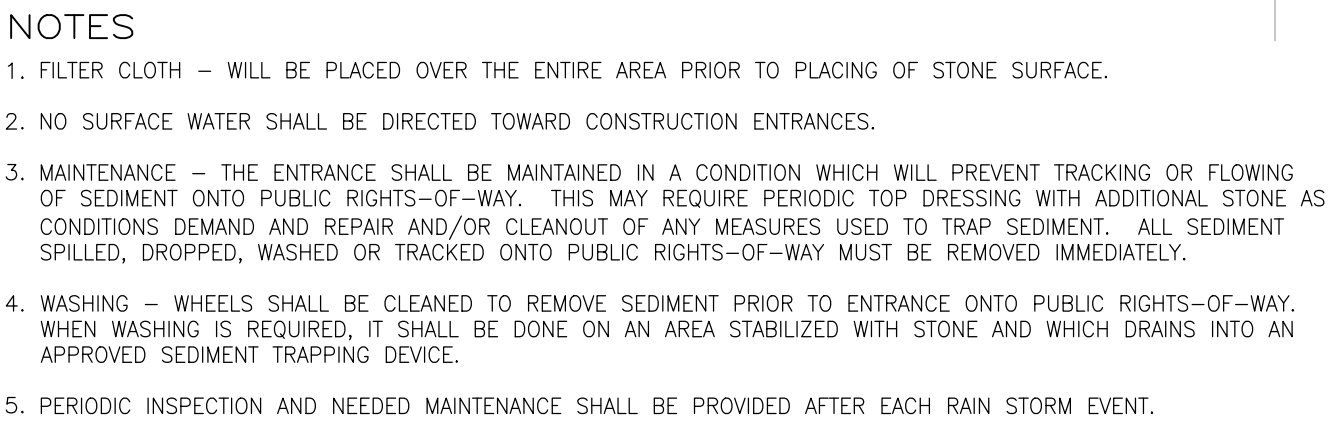 NOTES
1. FILTER CLOTH – WILL BE PLACED OVER THE ENTIRE AREA PRIOR TO PLACING OF STONE SURFACE.
2. NO SURFACE WATER SHALL BE DIRECTED TOWARD CONSTRUCTION ENTRANCES.
3. MAINTENANCE – THE ENTRANCE SHALL BE MAINTAINED IN A CONDITION WHICH WILL PREVENT TRACKING OR FLOWING
OF SEDIMENT ONTO PUBLIC RIGHTS–OF–WAY. THIS MAY REQUIRE PERIODIC TOP DRESSING WITH ADDITIONAL STONE AS
CONDITIONS DEMAND AND REPAIR AND/OR CLEANOUT OF ANY MEASURES USED TO TRAP SEDIMENT. ALL SEDIMENT
SPILLED, DROPPED, WASHED OR TRACKED ONTO PUBLIC RIGHTS–OF–WAY MUST BE REMOVED IMMEDIATELY.
4. WASHING – WHEELS SHALL BE CLEANED TO REMOVE SEDIMENT PRIOR TO ENTRANCE ONTO PUBLIC RIGHTS–OF–WAY.
WHEN WASHING IS REQUIRED, IT SHALL BE DONE ON AN AREA STABILIZED WITH STONE AND WHICH DRAINS INTO AN
APPROVED SEDIMENT TRAPPING DEVICE.
5. PERIODIC INSPECTION AND NEEDED MAINTENANCE SHALL BE PROVIDED AFTER EACH RAIN STORM EVENT.